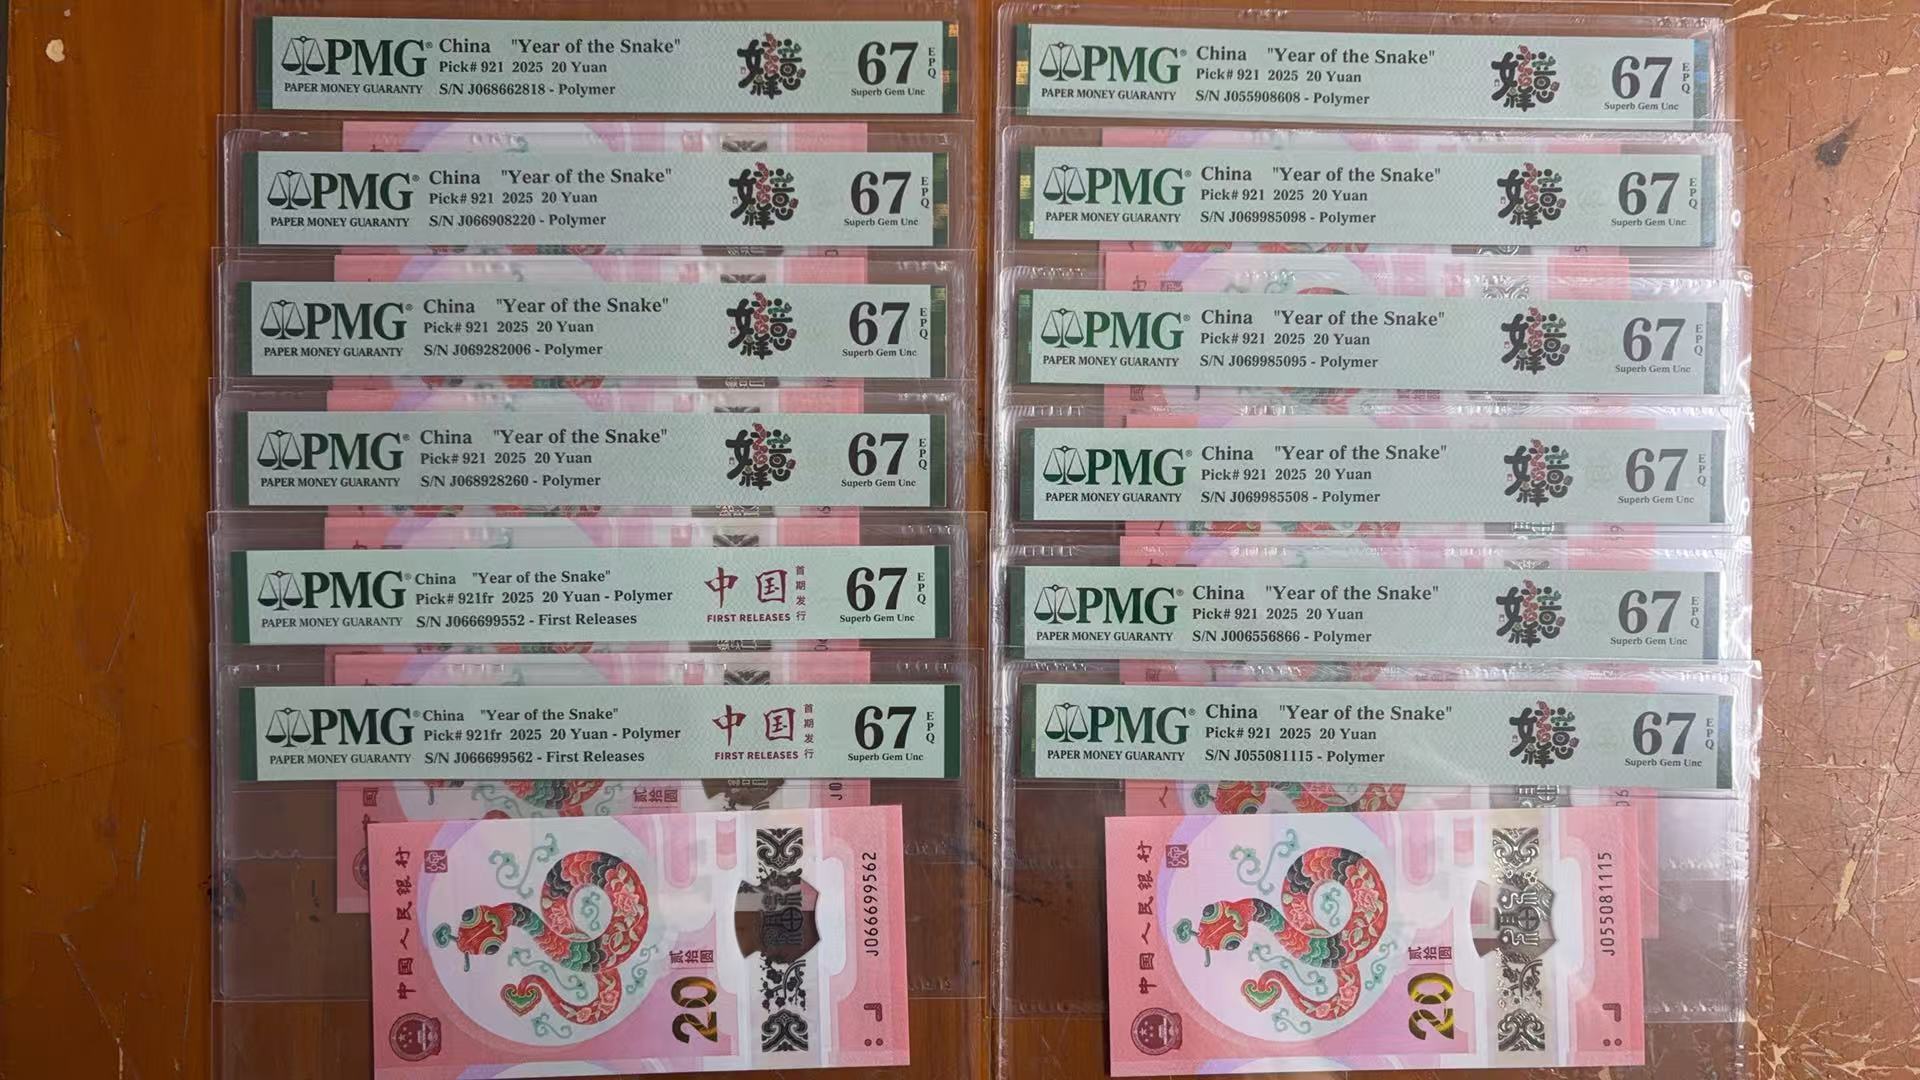 PMG® China "Year of the Snake" 67 EPQ
Pick# 921 2025 20 Yuan
PAPER MONEY GUARANTY S/N J068662818 - Polymer Superb Gem Unc
PMG® China "Year of the Snake" 67 EPQ
Pick# 921 2025 20 Yuan
PAPER MONEY GUARANTY S/N J066908220 - Polymer Superb Gem Unc
PMG® China "Year of the Snake" 67 EPQ
Pick# 921 2025 20 Yuan
PAPER MONEY GUARANTY S/N J069282006 - Polymer Superb Gem Unc
PMG® China "Year of the Snake" 67 EPQ
Pick# 921 2025 20 Yuan
PAPER MONEY GUARANTY S/N J068928260 - Polymer Superb Gem Unc
PMG® China "Year of the Snake" 中国 首期发行 67 EPQ
Pick# 921fr 2025 20 Yuan - Polymer
PAPER MONEY GUARANTY S/N J066699552 - First Releases FIRST RELEASES Superb Gem Unc
PMG® China "Year of the Snake" 中国 首期发行 67 EPQ
Pick# 921fr 2025 20 Yuan - Polymer
PAPER MONEY GUARANTY S/N J066699562 - First Releases FIRST RELEASES Superb Gem Unc
贰拾圆
J0
中国人民银行
贰拾圆
20
J066699562
PMG® China "Year of the Snake" 67 EPQ
Pick# 921 2025 20 Yuan
PAPER MONEY GUARANTY S/N J055908608 - Polymer Superb Gem Unc
PMG® China "Year of the Snake" 67 EPQ
Pick# 921 2025 20 Yuan
PAPER MONEY GUARANTY S/N J069985098 - Polymer Superb Gem Unc
PMG® China "Year of the Snake" 67 EPQ
Pick# 921 2025 20 Yuan
PAPER MONEY GUARANTY S/N J069985095 - Polymer Superb Gem Unc
PMG® China "Year of the Snake" 67 EPQ
Pick# 921 2025 20 Yuan
PAPER MONEY GUARANTY S/N J069985508 - Polymer Superb Gem Unc
PMG® China "Year of the Snake" 67 EPQ
Pick# 921 2025 20 Yuan
PAPER MONEY GUARANTY S/N J006556866 - Polymer Superb Gem Unc
PMG® China "Year of the Snake" 67 EPQ
Pick# 921 2025 20 Yuan
PAPER MONEY GUARANTY S/N J055081115 - Polymer Superb Gem Unc
中国人民银行
贰拾圆
20
J055081115